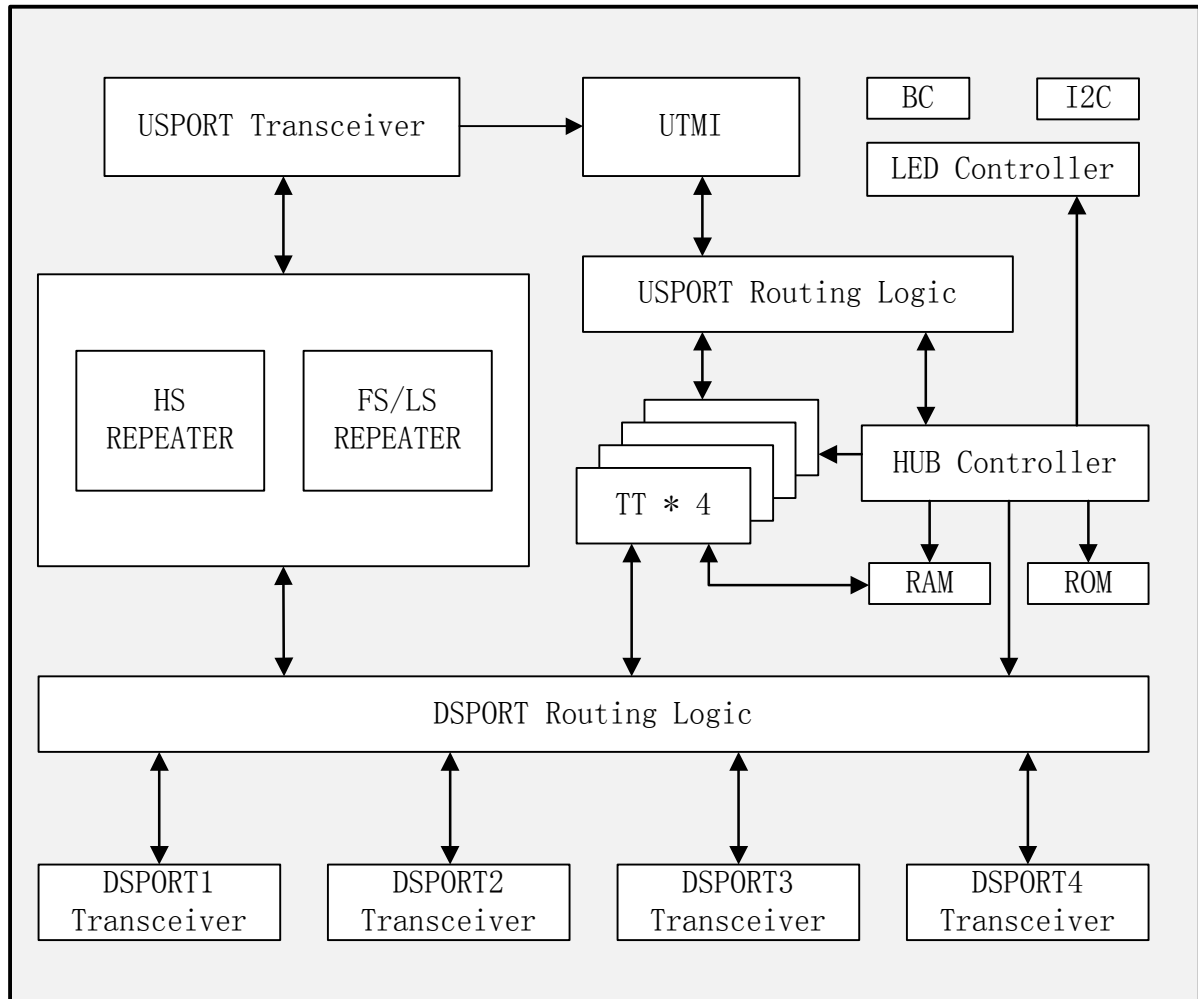 USPORT Transceiver
UTMI
BC
I2C
LED Controller
USPORT Routing Logic
HS
REPEATER
FS/LS
REPEATER
HUB Controller
TT * 4
RAM
ROM
DSPORT Routing Logic
DSPORT1
Transceiver
DSPORT2
Transceiver
DSPORT3
Transceiver
DSPORT4
Transceiver